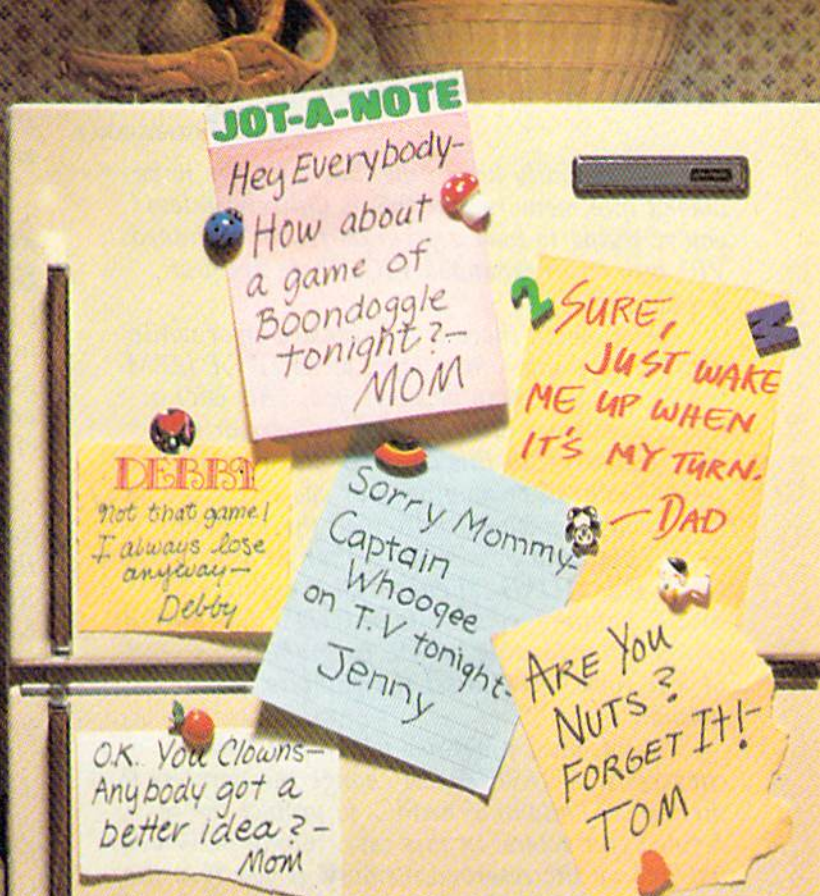 JOT-A-NOTE
Hey Everybody-
How about
a game of
Boondoggle
tonight?-
MOM
2
M
SURE,
JUST WAKE
ME UP WHEN
IT'S MY TURN.
- DAD
DEBBY
Not that game!
I always lose
anyway-
Debby
Sorry Mommy-
Captain
Whoogee
on T.V tonight-
Jenny
ARE YOU
NUTS?
FORGET IT!-
TOM
O.K. You Clowns-
Anybody got a
better idea?-
Mom